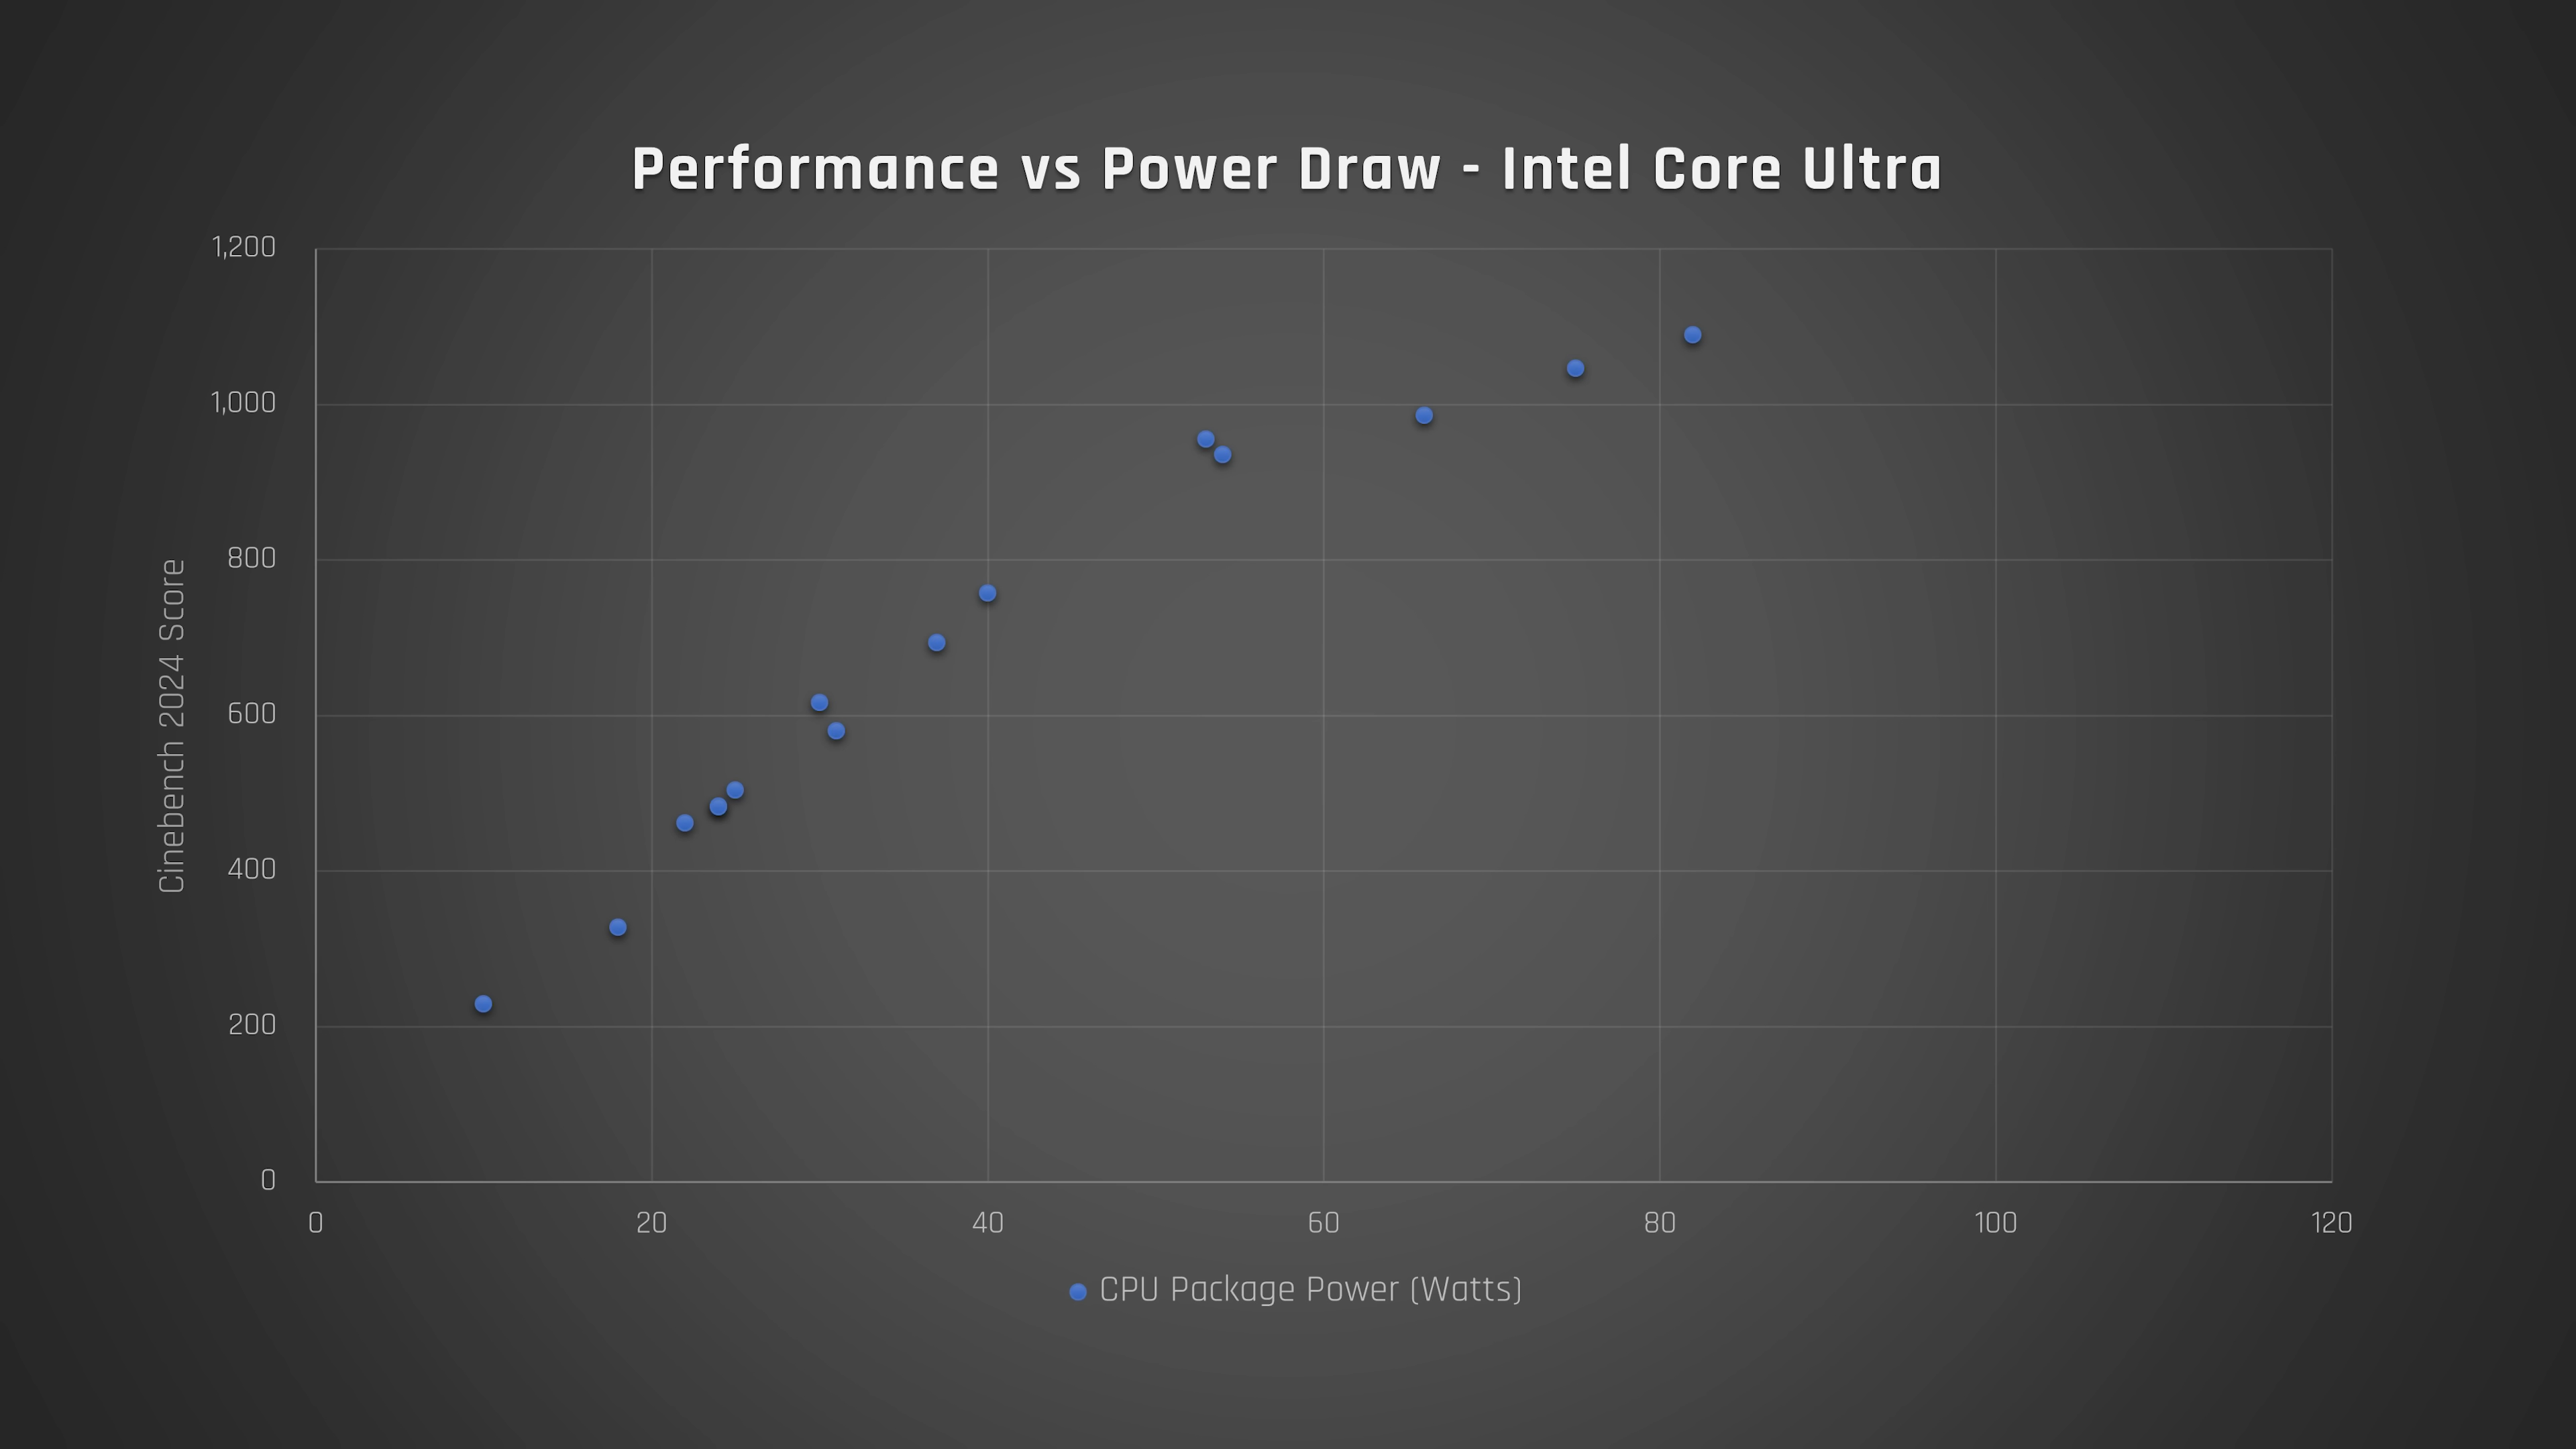 Performance vs Power Draw - Intel Core Ultra
1,200
1,000
800
600
400
200
0
Cinebench 2024 Score
0 20 40 60 80 100 120
CPU Package Power (Watts)